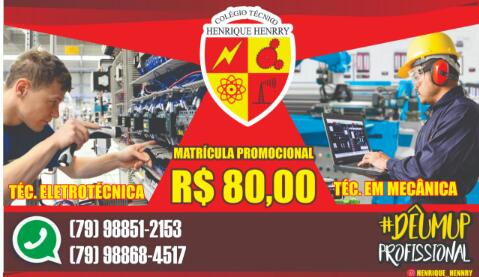 COLÉGIO TÉCNICO
HENRIQUE HENRRY
MATRÍCULA PROMOCIONAL
R$ 80,00
TÉC. ELETROTÉCNICA
TÉC. EM MECÂNICA
(79) 98851-2153
(79) 98868-4517
#DÊUMUP
PROFISSIONAL
@HENRIQUE_HENNRY